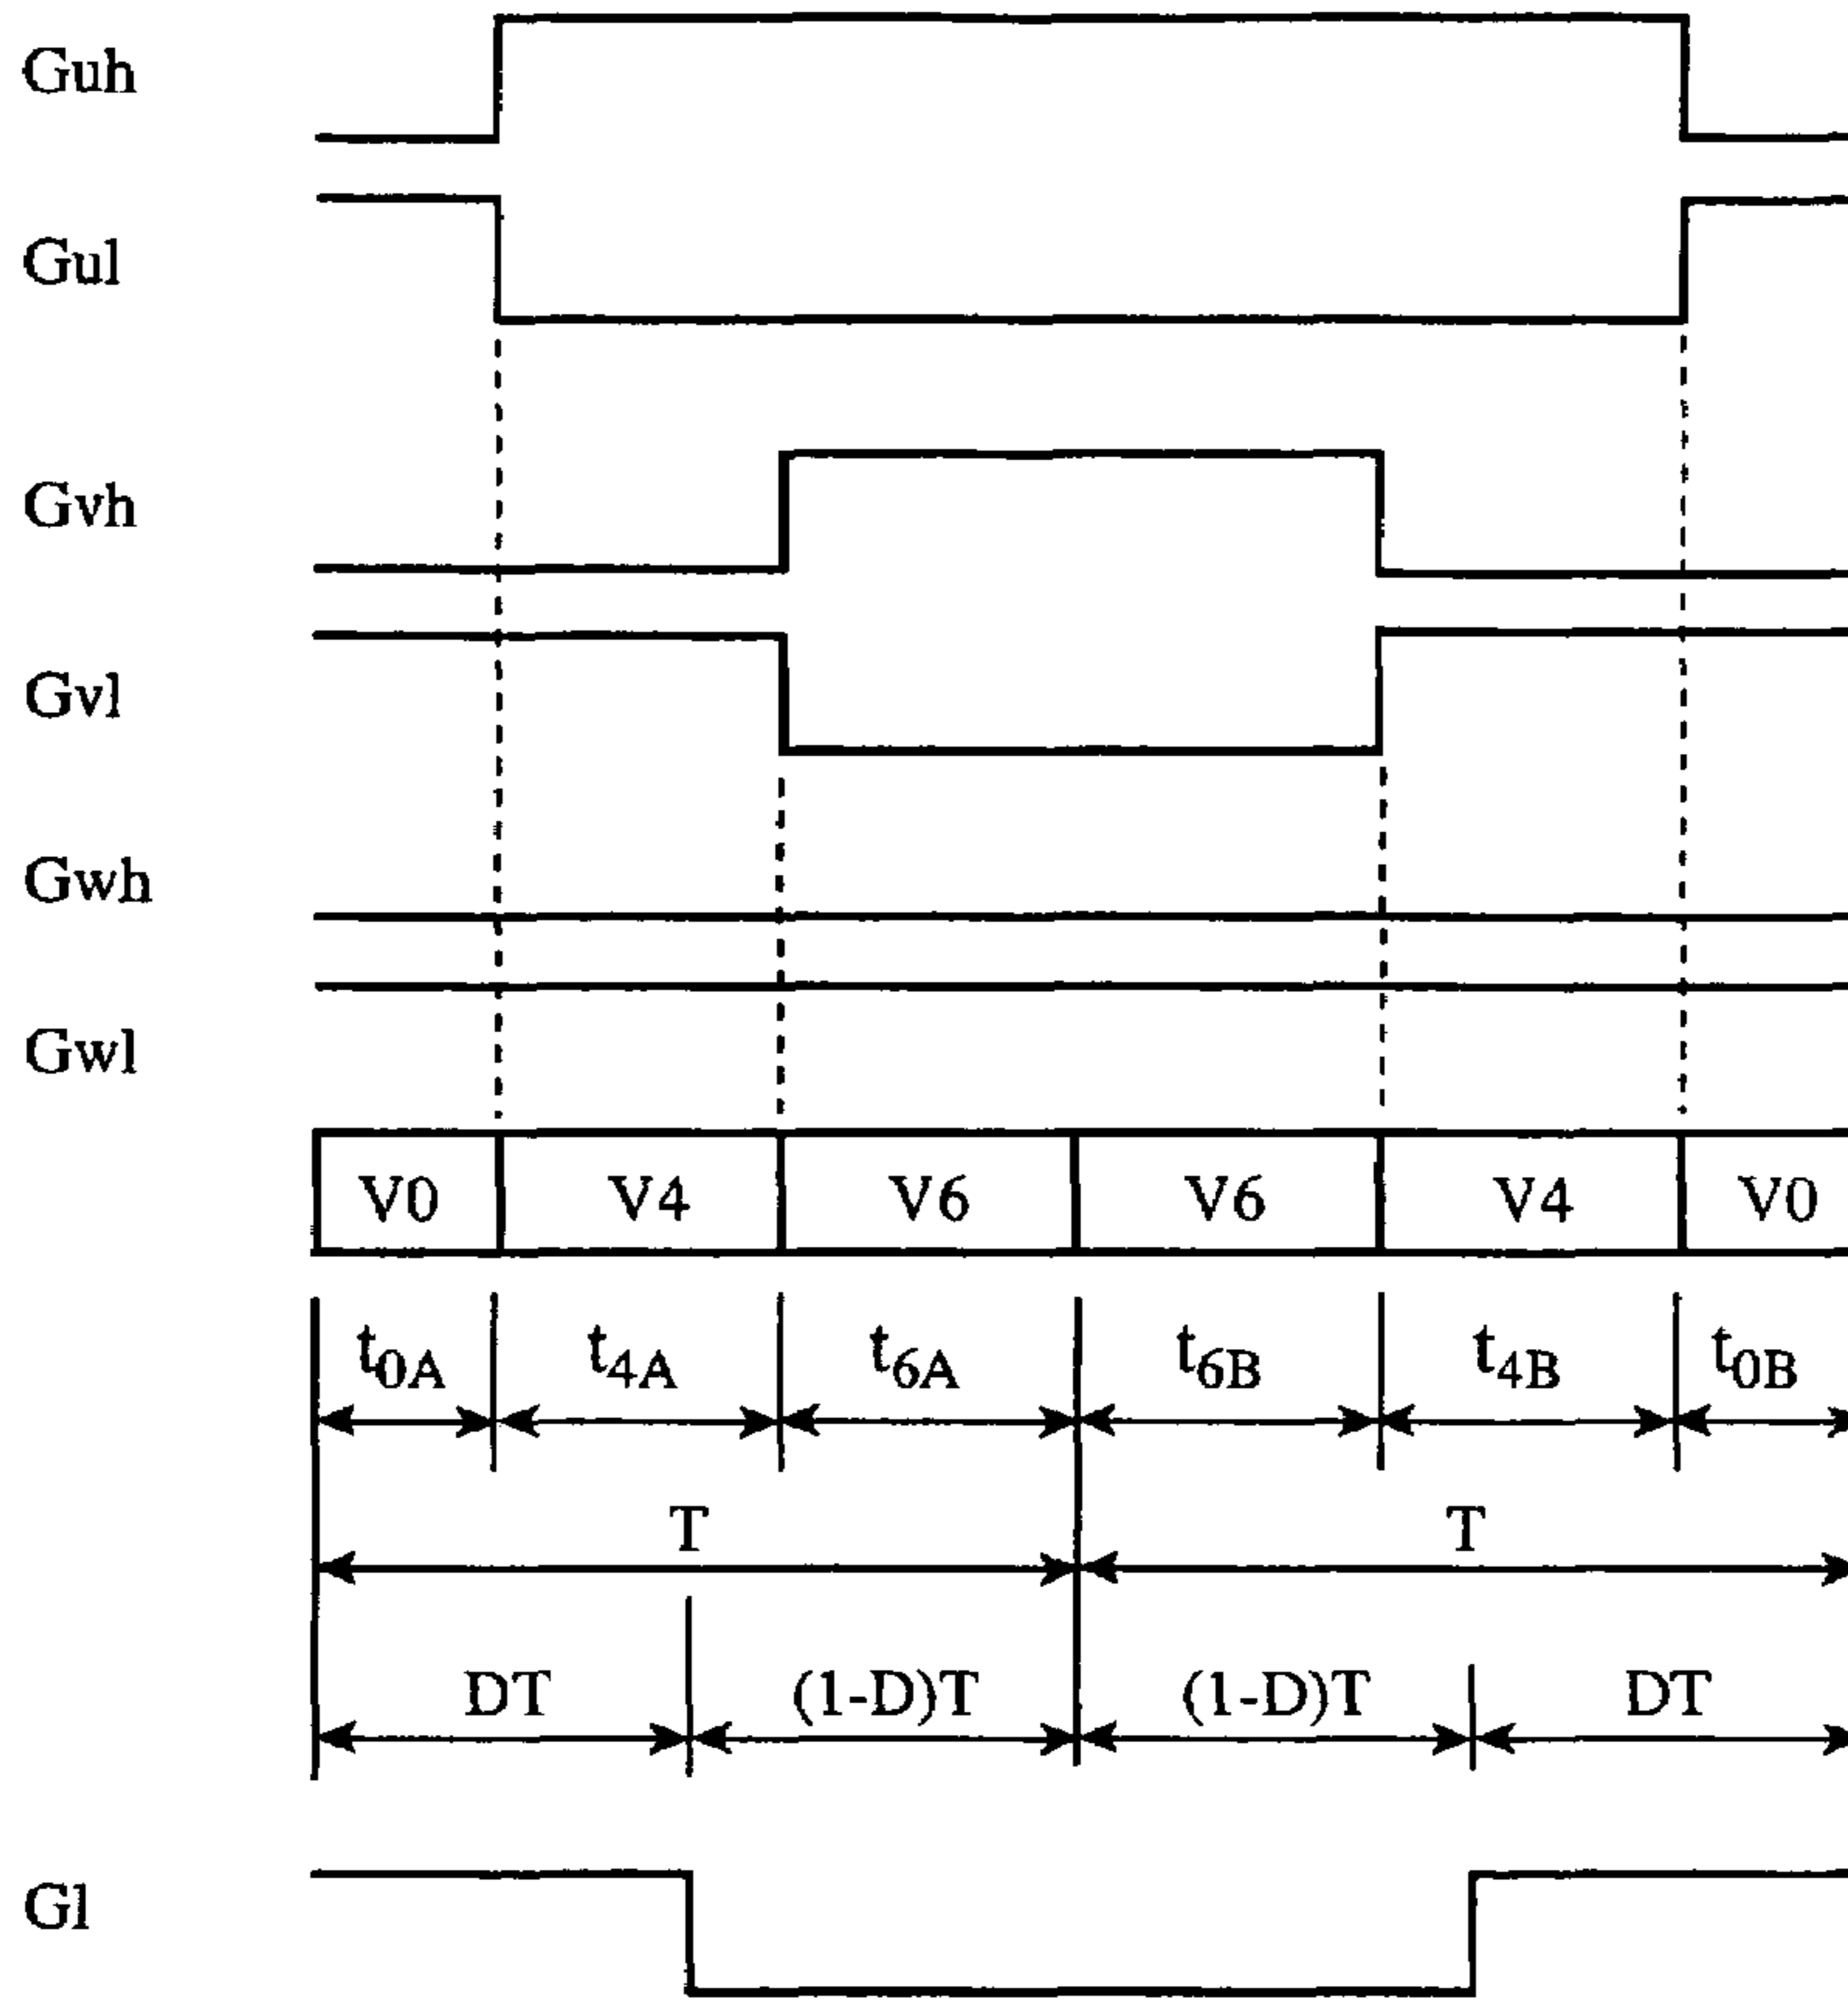 Guh
Gul
Gvh
Gvl
Gwh
Gwl
V0 V4 V6 V6 V4 V0
t0A t4A t6A t6B t4B t0B
T T
DT (1-D)T (1-D)T DT
Gl